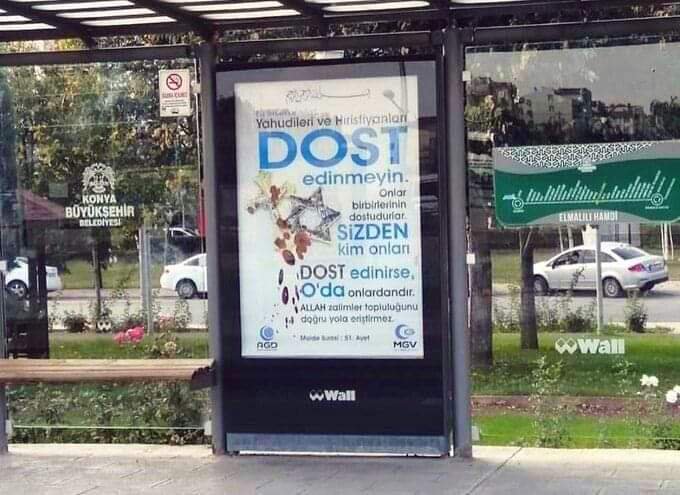 Yahudileri ve Hıristiyanları
DOST
edinmeyin.
Onlar
birbirlerinin
dostudurlar.
SİZDEN
kim onları
DOST edinirse,
O'da onlardandır.
ALLAH zalimler topluluğunu
doğru yola eriştirmez.
Maide Suresi : 51. Ayet
AGD
MGV
Wall
KONYA
BÜYÜKŞEHİR
BELEDİYESİ
ELMALILI HAMDİ
Wall